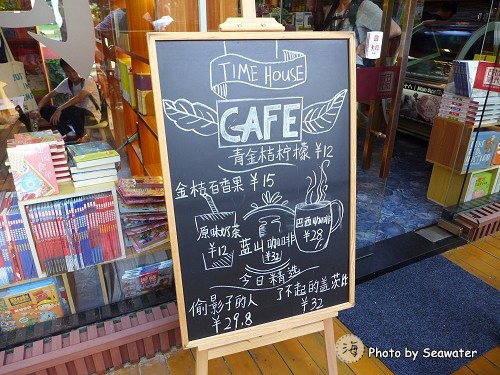 TIME HOUSE
CAFE
青金桔柠檬 ¥12
金桔百香果 ¥15
原味奶茶
¥12
蓝山咖啡
¥32
巴西咖啡
¥28
今日精选
偷影子的人
¥29.8
了不起的盖茨比
¥32
海 Photo by Seawater